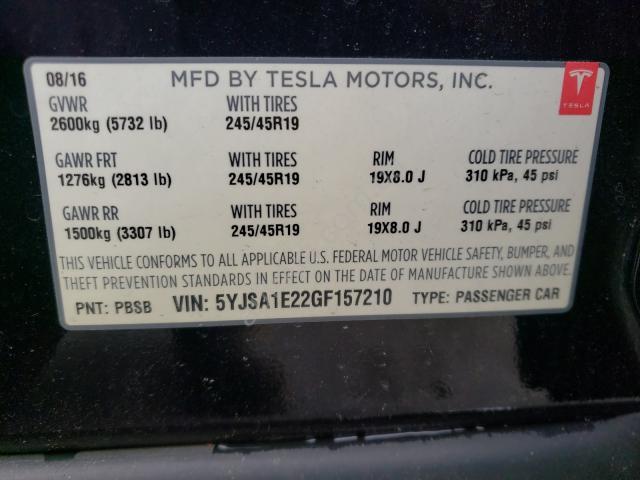 08/16 MFD BY TESLA MOTORS, INC.
TESLA
GVWR WITH TIRES
2600kg (5732 lb) 245/45R19
GAWR FRT WITH TIRES RIM COLD TIRE PRESSURE
1276kg (2813 lb) 245/45R19 19X8.0 J 310 kPa, 45 psi
GAWR RR WITH TIRES RIM COLD TIRE PRESSURE
1500kg (3307 lb) 245/45R19 19X8.0 J 310 kPa, 45 psi
THIS VEHICLE CONFORMS TO ALL APPLICABLE U.S. FEDERAL MOTOR VEHICLE SAFETY, BUMPER, AND
THEFT PREVENTION STANDARDS IN EFFECT ON THE DATE OF MANUFACTURE SHOWN ABOVE.
PNT: PBSB VIN: 5YJSA1E22GF157210 TYPE: PASSENGER CAR